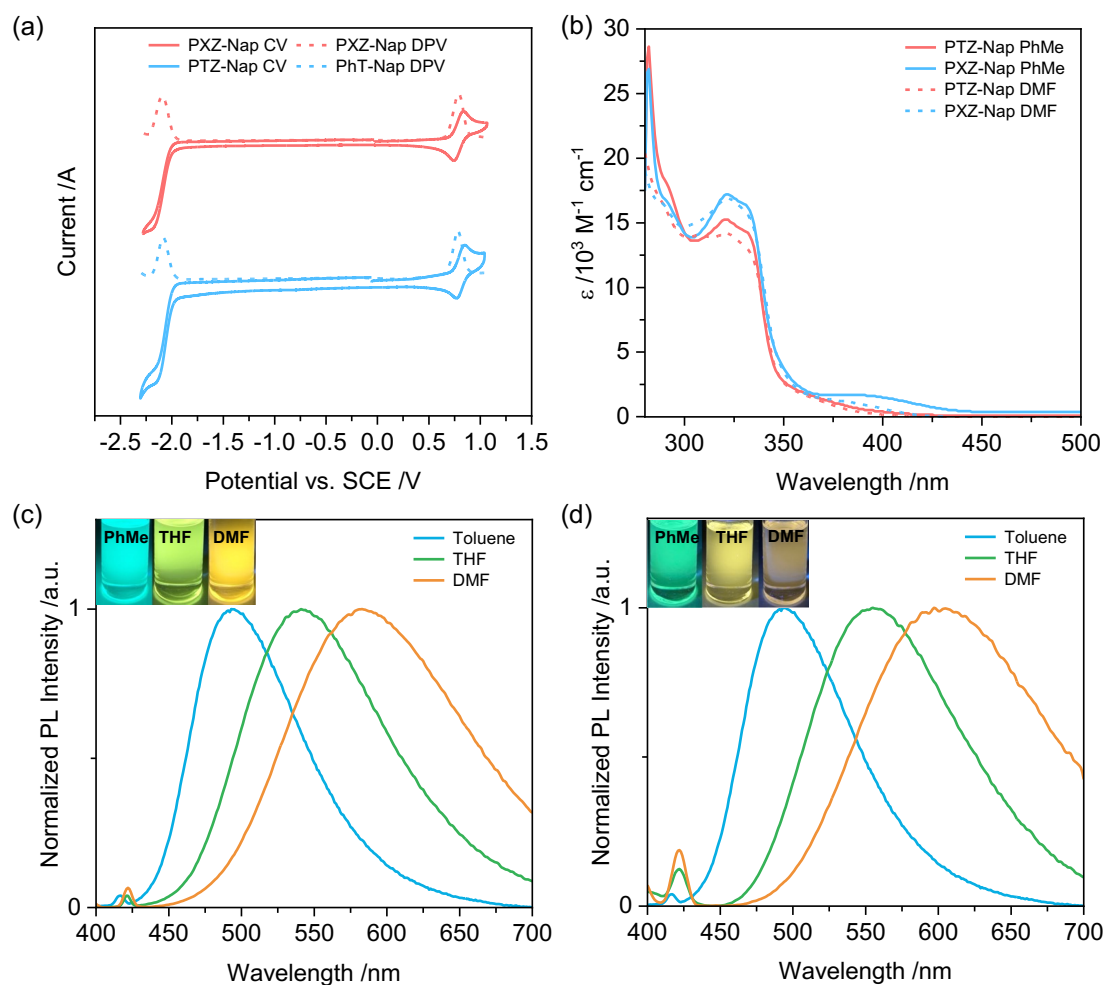 (a)
PXZ-Nap CV PXZ-Nap DPV
PTZ-Nap CV PhT-Nap DPV
Current /A
-2.5 -2.0 -1.5 -1.0 -0.5 0.0 0.5 1.0 1.5
Potential vs. SCE /V
(b)
PTZ-Nap PhMe
PXZ-Nap PhMe
PTZ-Nap DMF
PXZ-Nap DMF
ε /10³ M⁻¹ cm⁻¹
30
25
20
15
10
5
0
300 350 400 450 500
Wavelength /nm
(c)
PhMe THF DMF
Toluene
THF
DMF
Normalized PL Intensity /a.u.
1
0
400 450 500 550 600 650 700
Wavelength /nm
(d)
PhMe THF DMF
Toluene
THF
DMF
Normalized PL Intensity /a.u.
1
0
400 450 500 550 600 650 700
Wavelength /nm